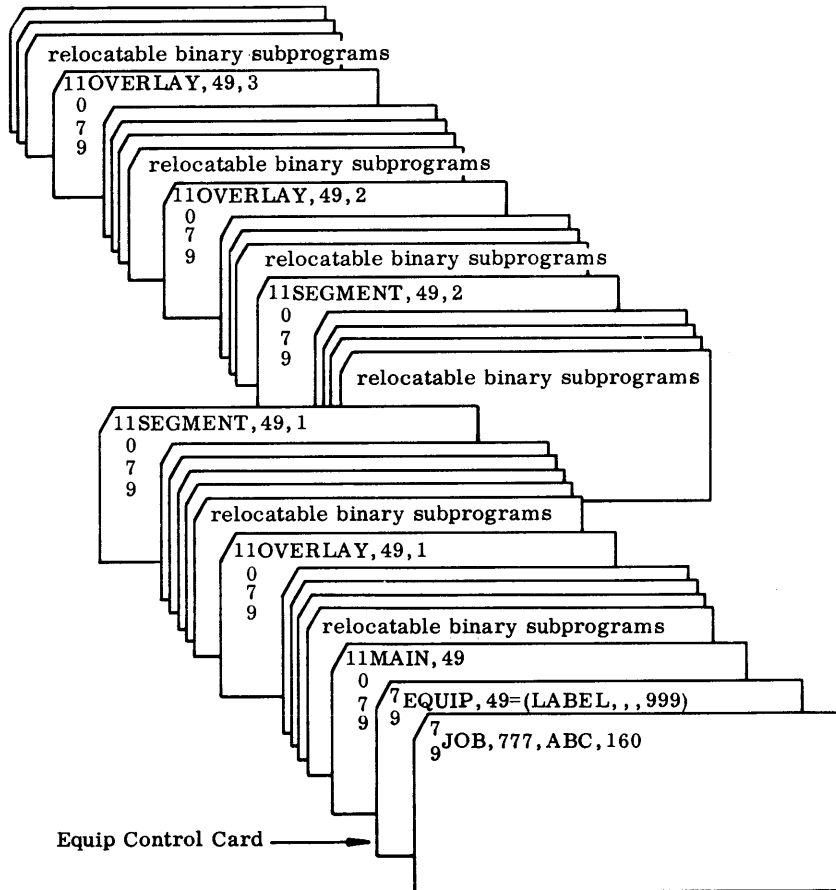 relocatable binary subprograms
11OVERLAY,49,3
0
7
9
relocatable binary subprograms
11OVERLAY,49,2
0
7
9
relocatable binary subprograms
11SEGMENT,49,2
0
7
9
relocatable binary subprograms
11SEGMENT,49,1
0
7
9
relocatable binary subprograms
11OVERLAY,49,1
0
7
9
relocatable binary subprograms
11MAIN,49
0
7
9
7
9EQUIP,49=(LABEL,,,999)
7
9JOB,777,ABC,160
Equip Control Card